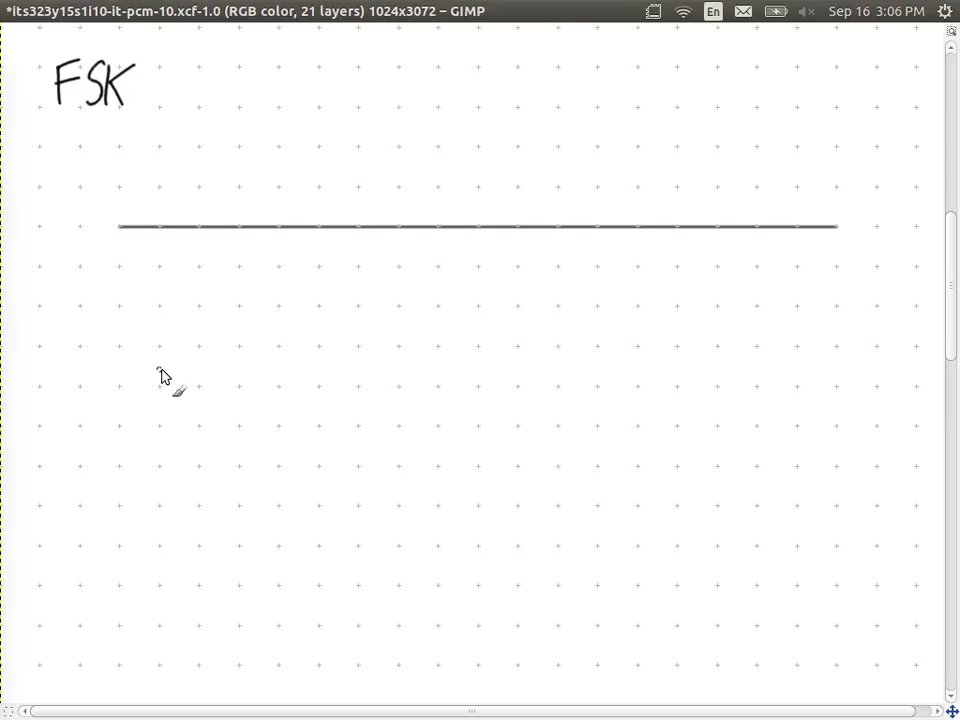 *its323y15s1i10-it-pcm-10.xcf-1.0 (RGB color, 21 layers) 1024x3072 – GIMP En Sep 16 3:06 PM
FSK